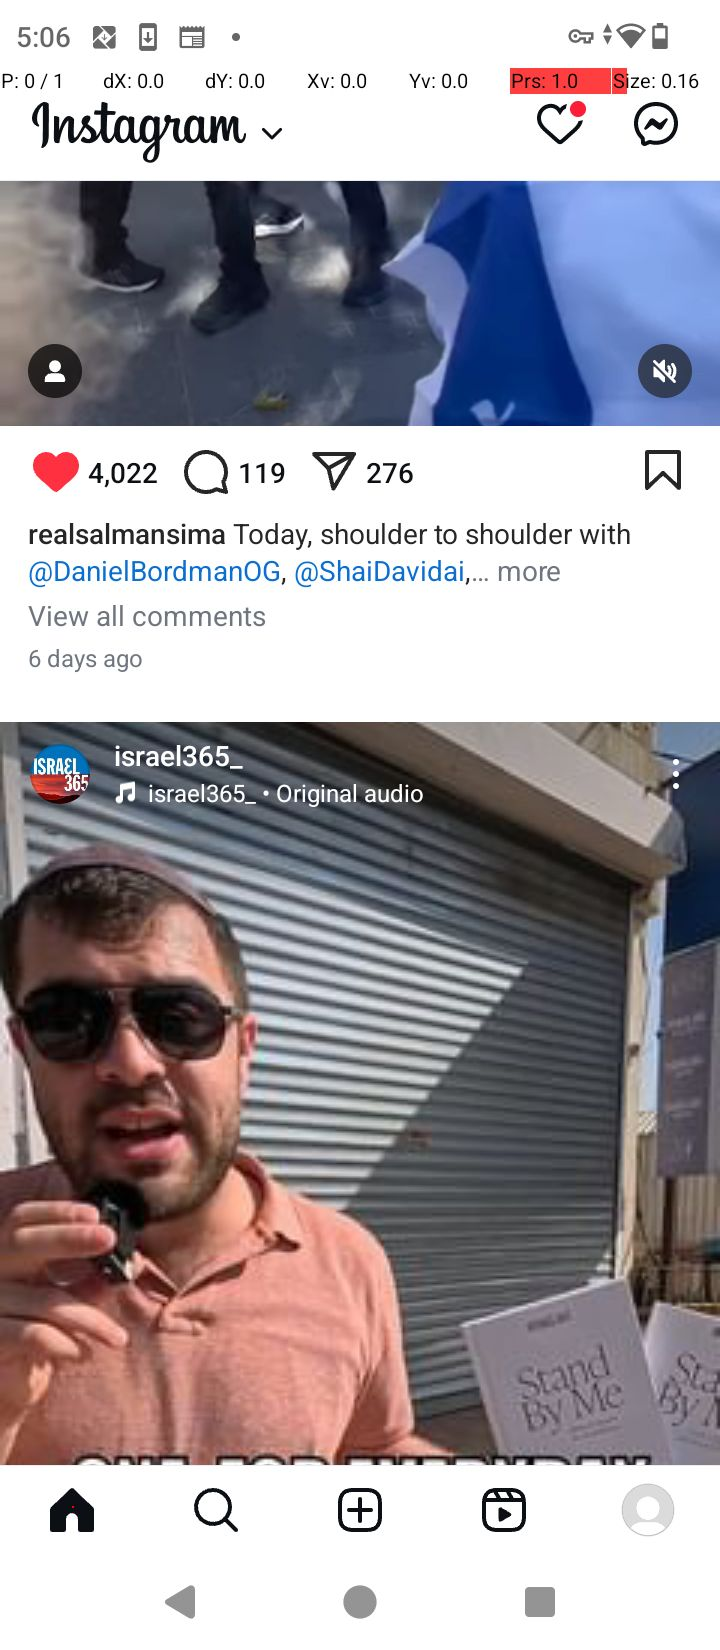 5:06
P: 0 / 1 dX: 0.0 dY: 0.0 Xv: 0.0 Yv: 0.0 Prs: 1.0 Size: 0.16
Instagram
4,022 119 276
realsalmansima Today, shoulder to shoulder with
@DanielBordmanOG, @ShaiDavidai,... more
View all comments
6 days ago
ISRAEL
365
israel365_
israel365_ • Original audio
Stand
By Me
Sta
By M